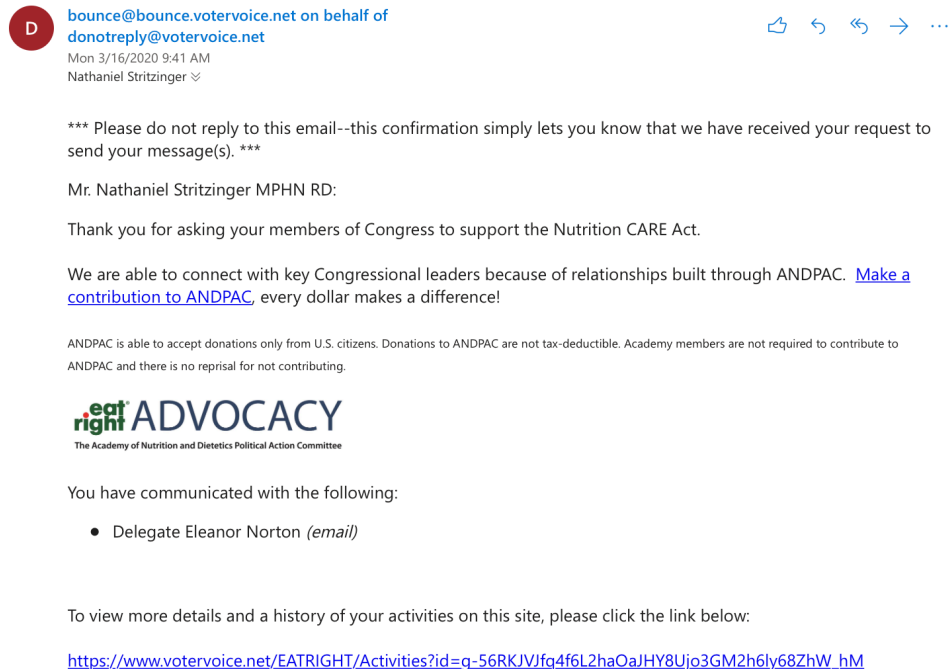 D
bounce@bounce.votervoice.net on behalf of
donotreply@votervoice.net
Mon 3/16/2020 9:41 AM
Nathaniel Stritzinger
*** Please do not reply to this email--this confirmation simply lets you know that we have received your request to
send your message(s). ***
Mr. Nathaniel Stritzinger MPHN RD:
Thank you for asking your members of Congress to support the Nutrition CARE Act.
We are able to connect with key Congressional leaders because of relationships built through ANDPAC.  Make a
contribution to ANDPAC, every dollar makes a difference!
ANDPAC is able to accept donations only from U.S. citizens. Donations to ANDPAC are not tax-deductible. Academy members are not required to contribute to
ANDPAC and there is no reprisal for not contributing.
eat right® ADVOCACY
The Academy of Nutrition and Dietetics Political Action Committee
You have communicated with the following:
• Delegate Eleanor Norton (email)
To view more details and a history of your activities on this site, please click the link below:
https://www.votervoice.net/EATRIGHT/Activities?id=q-56RKJVJfq4f6L2haOaJHY8Ujo3GM2h6ly68ZhW_hM